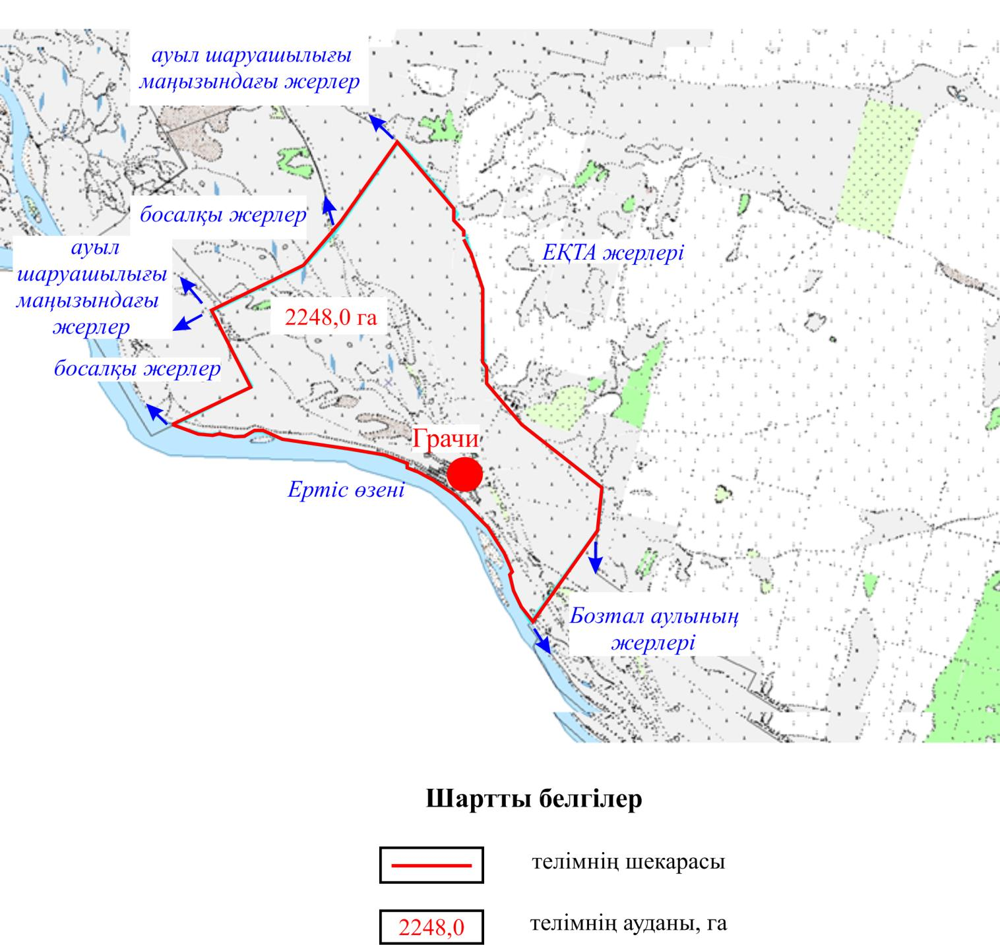 ауыл шаруашылығы
маңызындағы жерлер
босалқы жерлер
ауыл
шаруашылығы
маңызындағы
жерлер
ЕҚТА жерлері
2248,0 га
босалқы жерлер
Грачи
Ертіс өзені
Бозтал аулының
жерлері
Шартты белгілер
телімнің шекарасы
2248,0
телімнің ауданы, га